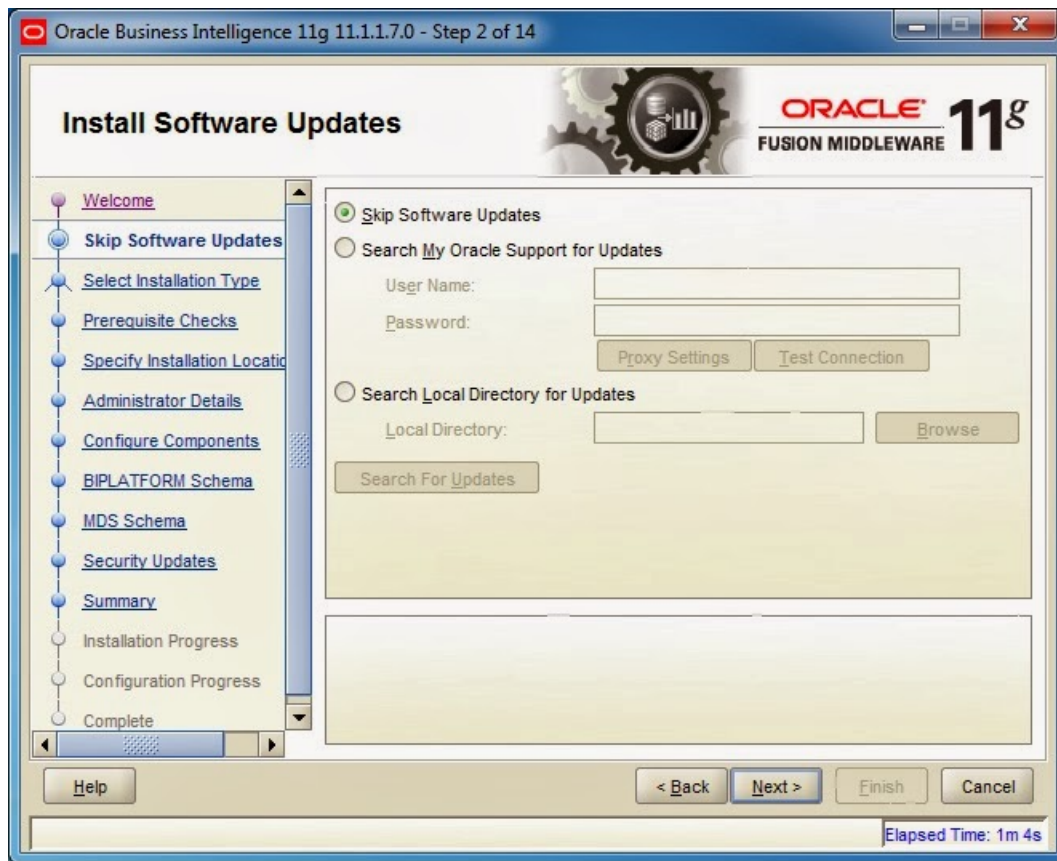 Oracle Business Intelligence 11g 11.1.1.7.0 - Step 2 of 14
Install Software Updates
ORACLE
FUSION MIDDLEWARE 11g
Welcome
Skip Software Updates
Select Installation Type
Prerequisite Checks
Specify Installation Locatio
Administrator Details
Configure Components
BIPLATFORM Schema
MDS Schema
Security Updates
Summary
Installation Progress
Configuration Progress
Complete
Skip Software Updates
Search My Oracle Support for Updates
User Name:
Password:
Proxy Settings Test Connection
Search Local Directory for Updates
Local Directory: Browse
Search For Updates
Help < Back Next > Finish Cancel
Elapsed Time: 1m 4s